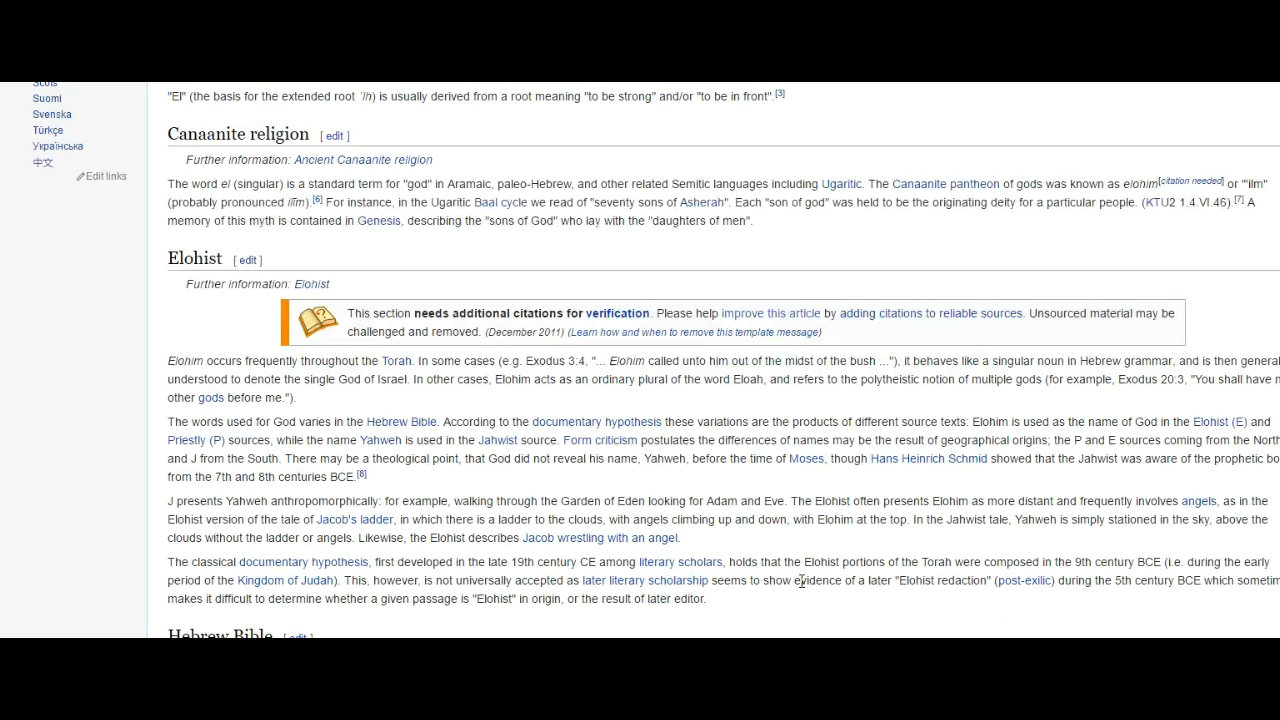 Scots
Suomi
Svenska
Türkçe
Українська
中文
Edit links
"El" (the basis for the extended root ʾlh) is usually derived from a root meaning "to be strong" and/or "to be in front".[3]
Canaanite religion [ edit ]
Further information: Ancient Canaanite religion
The word el (singular) is a standard term for "god" in Aramaic, paleo-Hebrew, and other related Semitic languages including Ugaritic. The Canaanite pantheon of gods was known as elohim[citation needed] or "'ilm"
(probably pronounced ilīm).[6] For instance, in the Ugaritic Baal cycle we read of "seventy sons of Asherah". Each "son of god" was held to be the originating deity for a particular people. (KTU2 1.4.VI.46).[7] A
memory of this myth is contained in Genesis, describing the "sons of God" who lay with the "daughters of men".
Elohist [ edit ]
Further information: Elohist
This section needs additional citations for verification. Please help improve this article by adding citations to reliable sources. Unsourced material may be
challenged and removed. (December 2011) (Learn how and when to remove this template message)
Elohim occurs frequently throughout the Torah. In some cases (e.g. Exodus 3:4, "... Elohim called unto him out of the midst of the bush ..."), it behaves like a singular noun in Hebrew grammar, and is then general
understood to denote the single God of Israel. In other cases, Elohim acts as an ordinary plural of the word Eloah, and refers to the polytheistic notion of multiple gods (for example, Exodus 20:3, "You shall have
other gods before me.").
The words used for God varies in the Hebrew Bible. According to the documentary hypothesis these variations are the products of different source texts: Elohim is used as the name of God in the Elohist (E) and
Priestly (P) sources, while the name Yahweh is used in the Jahwist source. Form criticism postulates the differences of names may be the result of geographical origins; the P and E sources coming from the North
and J from the South. There may be a theological point, that God did not reveal his name, Yahweh, before the time of Moses, though Hans Heinrich Schmid showed that the Jahwist was aware of the prophetic bo
from the 7th and 8th centuries BCE.[8]
J presents Yahweh anthropomorphically: for example, walking through the Garden of Eden looking for Adam and Eve. The Elohist often presents Elohim as more distant and frequently involves angels, as in the
Elohist version of the tale of Jacob's ladder, in which there is a ladder to the clouds, with angels climbing up and down, with Elohim at the top. In the Jahwist tale, Yahweh is simply stationed in the sky, above the
clouds without the ladder or angels. Likewise, the Elohist describes Jacob wrestling with an angel.
The classical documentary hypothesis, first developed in the late 19th century CE among literary scholars, holds that the Elohist portions of the Torah were composed in the 9th century BCE (i.e. during the early
period of the Kingdom of Judah). This, however, is not universally accepted as later literary scholarship seems to show evidence of a later "Elohist redaction" (post-exilic) during the 5th century BCE which sometim
makes it difficult to determine whether a given passage is "Elohist" in origin, or the result of later editor.
Hebrew Bible [ edit ]